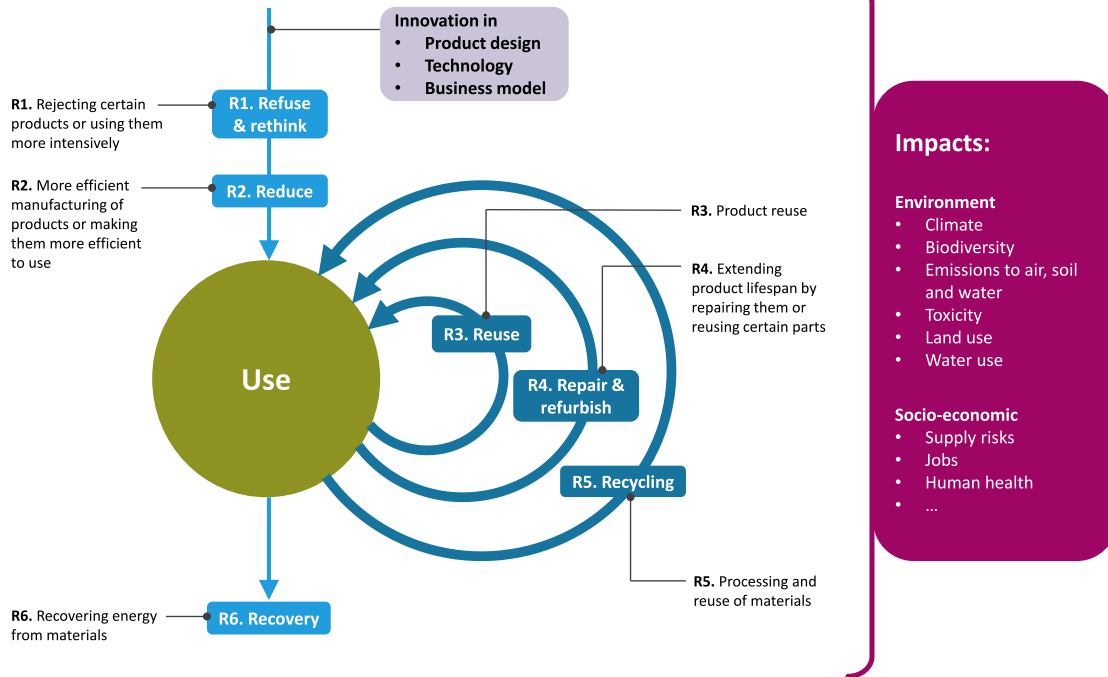 Innovation in
• Product design
• Technology
• Business model
R1. Rejecting certain
products or using them
more intensively
R1. Refuse
& rethink
R2. More efficient
manufacturing of
products or making
them more efficient
to use
R2. Reduce
R3. Product reuse
R4. Extending
product lifespan by
repairing them or
reusing certain parts
R3. Reuse
Use
R4. Repair &
refurbish
R5. Recycling
R5. Processing and
reuse of materials
R6. Recovering energy
from materials
R6. Recovery
Impacts:
Environment
• Climate
• Biodiversity
• Emissions to air, soil
and water
• Toxicity
• Land use
• Water use
Socio-economic
• Supply risks
• Jobs
• Human health
• ...